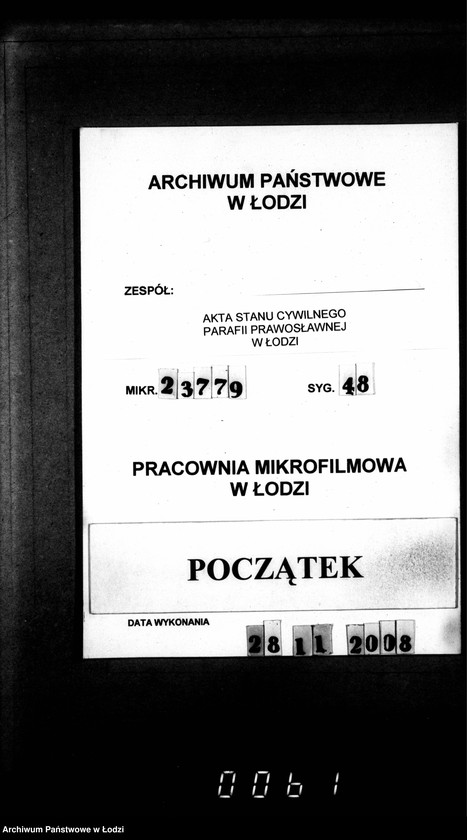 ARCHIWUM PAŃSTWOWE
W ŁODZI
ZESPÓŁ:
AKTA STANU CYWILNEGO
PARAFII PRAWOSŁAWNEJ
W ŁODZI
MIKR. 23779 SYG. 48
PRACOWNIA MIKROFILMOWA
W ŁODZI
POCZĄTEK
DATA WYKONANIA
28 11 2008
0061
Archiwum Państwowe w Łodzi